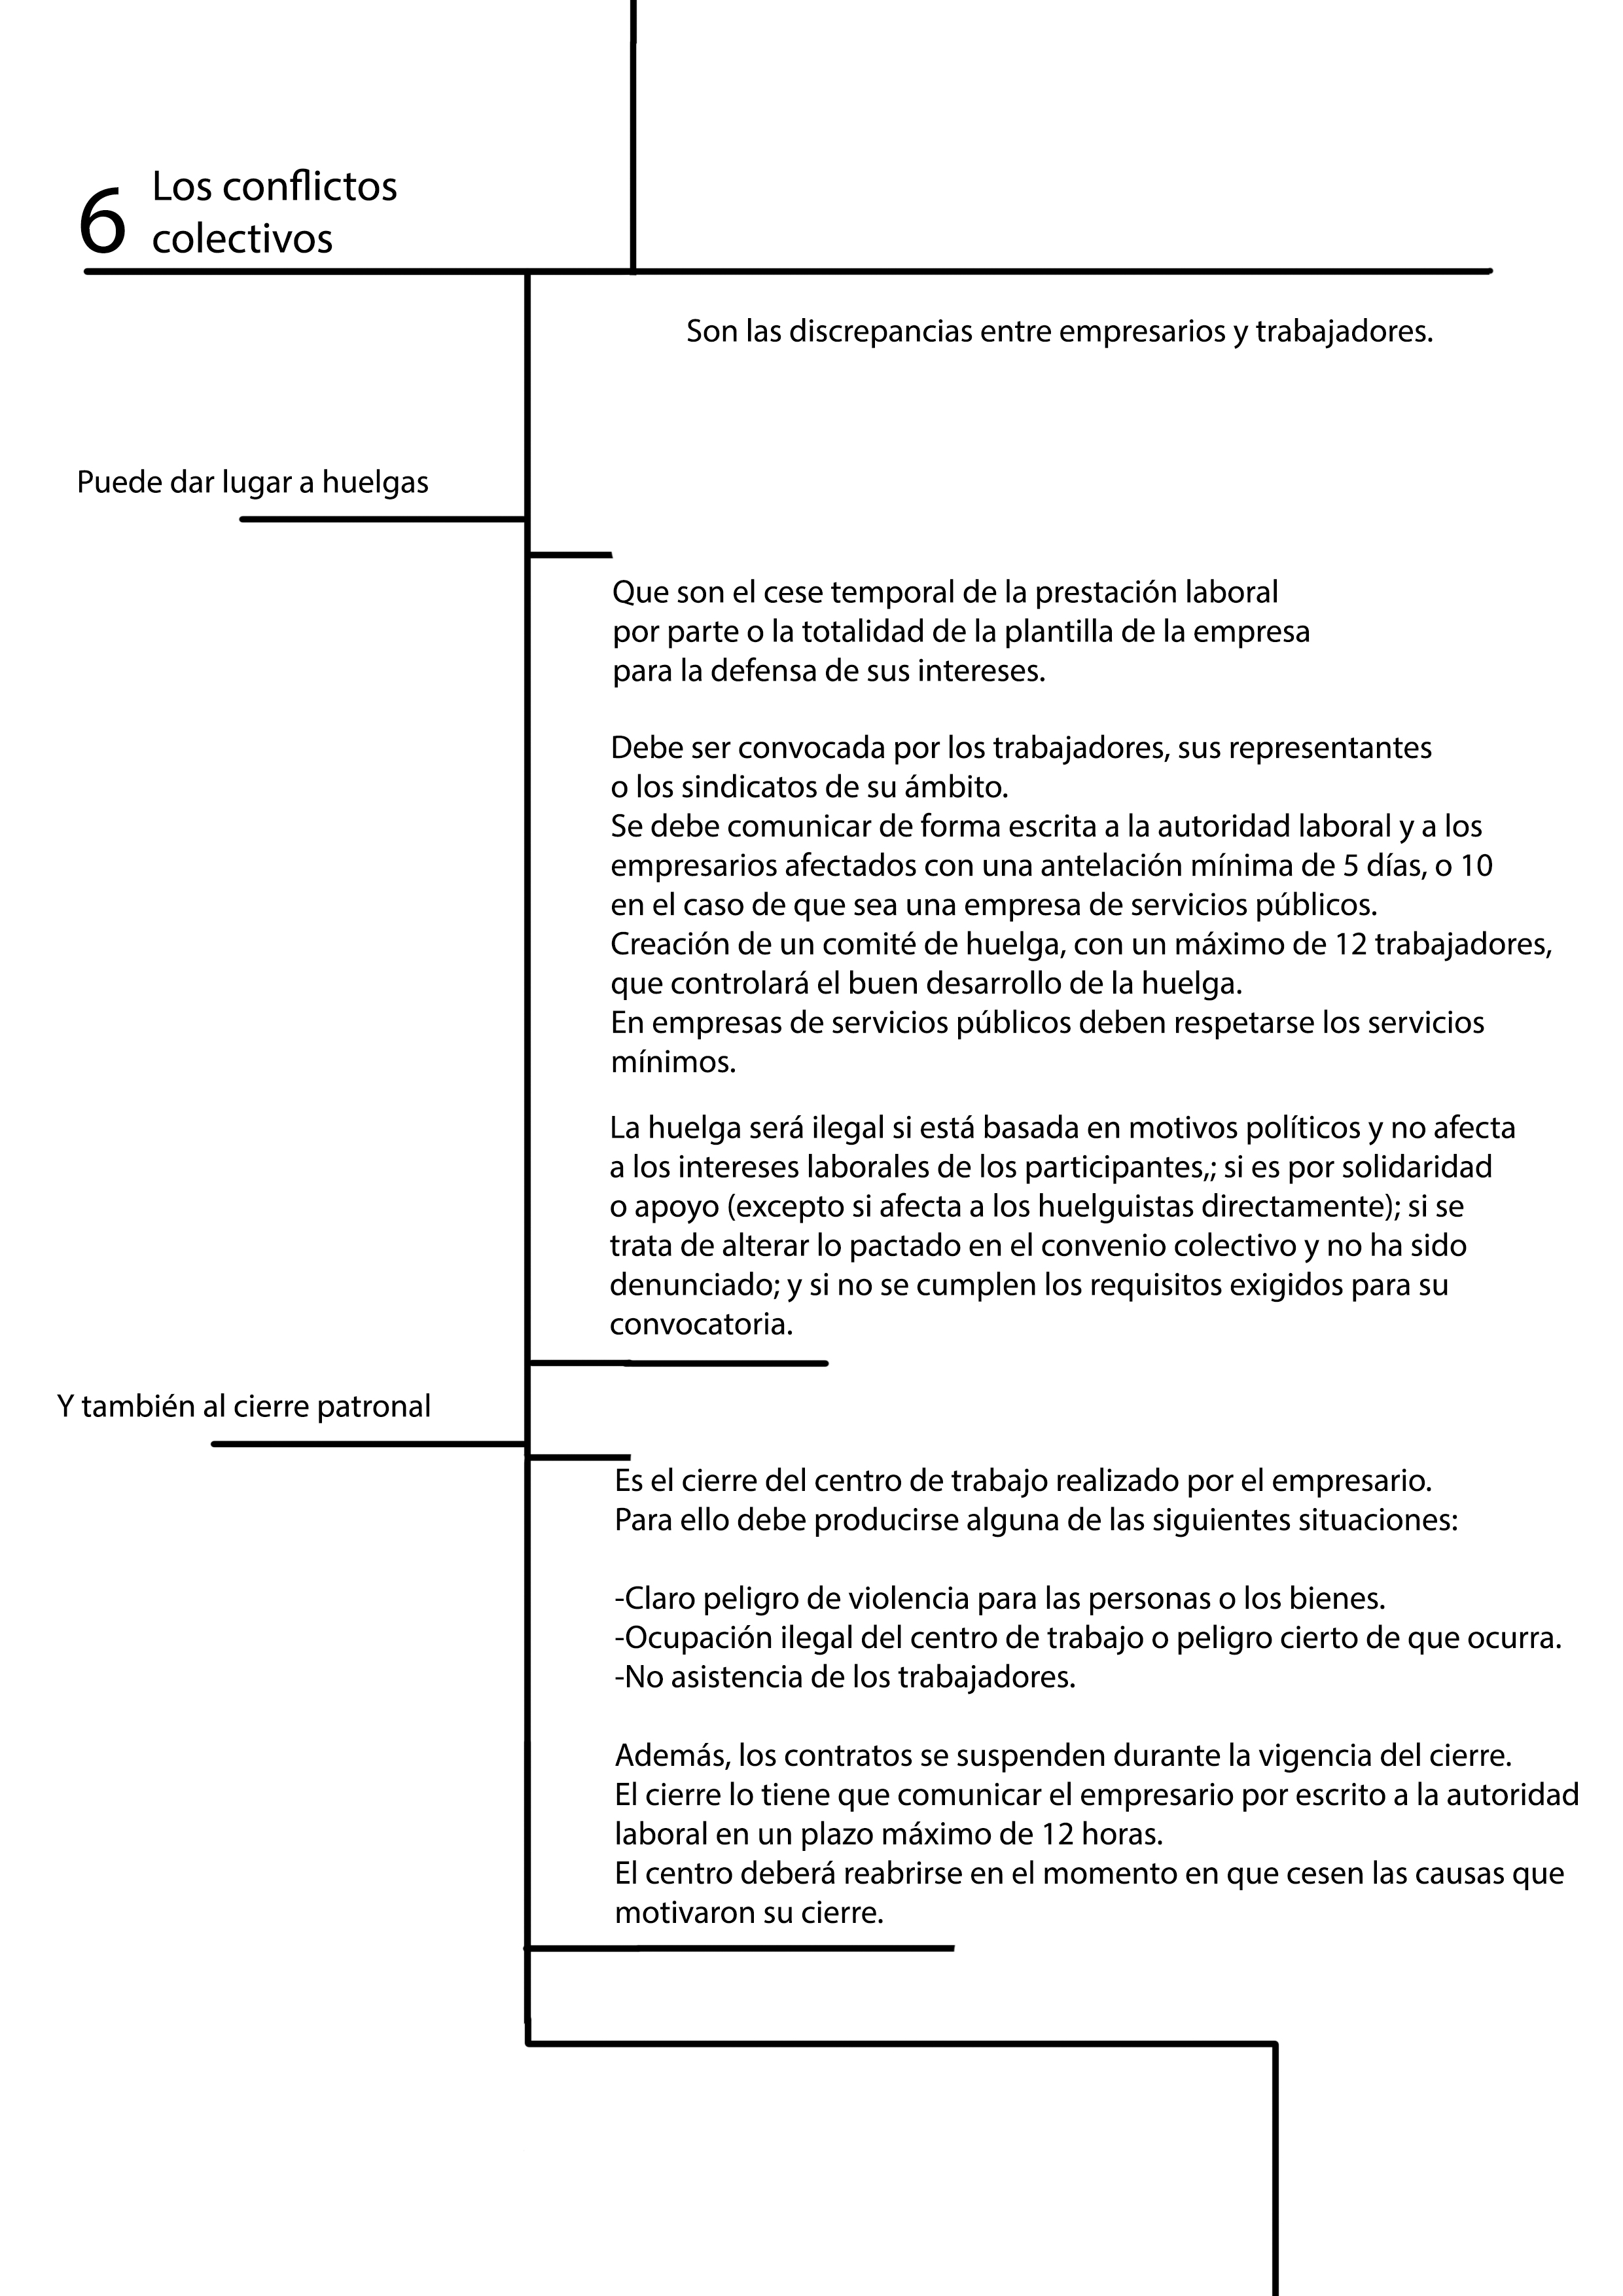 6
Los conflictos
colectivos
Son las discrepancias entre empresarios y trabajadores.
Puede dar lugar a huelgas
Que son el cese temporal de la prestación laboral
por parte o la totalidad de la plantilla de la empresa
para la defensa de sus intereses.
Debe ser convocada por los trabajadores, sus representantes
o los sindicatos de su ámbito.
Se debe comunicar de forma escrita a la autoridad laboral y a los
empresarios afectados con una antelación mínima de 5 días, o 10
en el caso de que sea una empresa de servicios públicos.
Creación de un comité de huelga, con un máximo de 12 trabajadores,
que controlará el buen desarrollo de la huelga.
En empresas de servicios públicos deben respetarse los servicios
mínimos.
La huelga será ilegal si está basada en motivos políticos y no afecta
a los intereses laborales de los participantes,; si es por solidaridad
o apoyo (excepto si afecta a los huelguistas directamente); si se
trata de alterar lo pactado en el convenio colectivo y no ha sido
denunciado; y si no se cumplen los requisitos exigidos para su
convocatoria.
Y también al cierre patronal
Es el cierre del centro de trabajo realizado por el empresario.
Para ello debe producirse alguna de las siguientes situaciones:
-Claro peligro de violencia para las personas o los bienes.
-Ocupación ilegal del centro de trabajo o peligro cierto de que ocurra.
-No asistencia de los trabajadores.
Además, los contratos se suspenden durante la vigencia del cierre.
El cierre lo tiene que comunicar el empresario por escrito a la autoridad
laboral en un plazo máximo de 12 horas.
El centro deberá reabrirse en el momento en que cesen las causas que
motivaron su cierre.